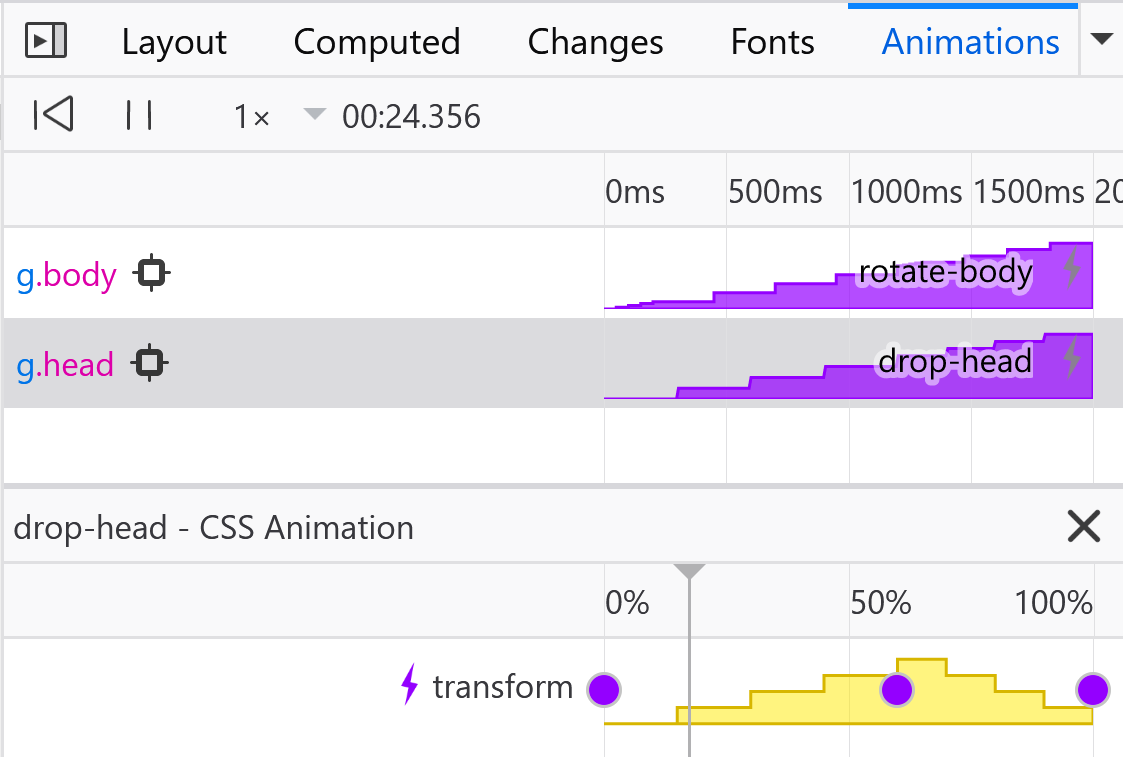 Layout Computed Changes Fonts Animations
1× 00:24.356
0ms 500ms 1000ms 1500ms 20
g.body rotate-body
g.head drop-head
drop-head - CSS Animation
0% 50% 100%
transform